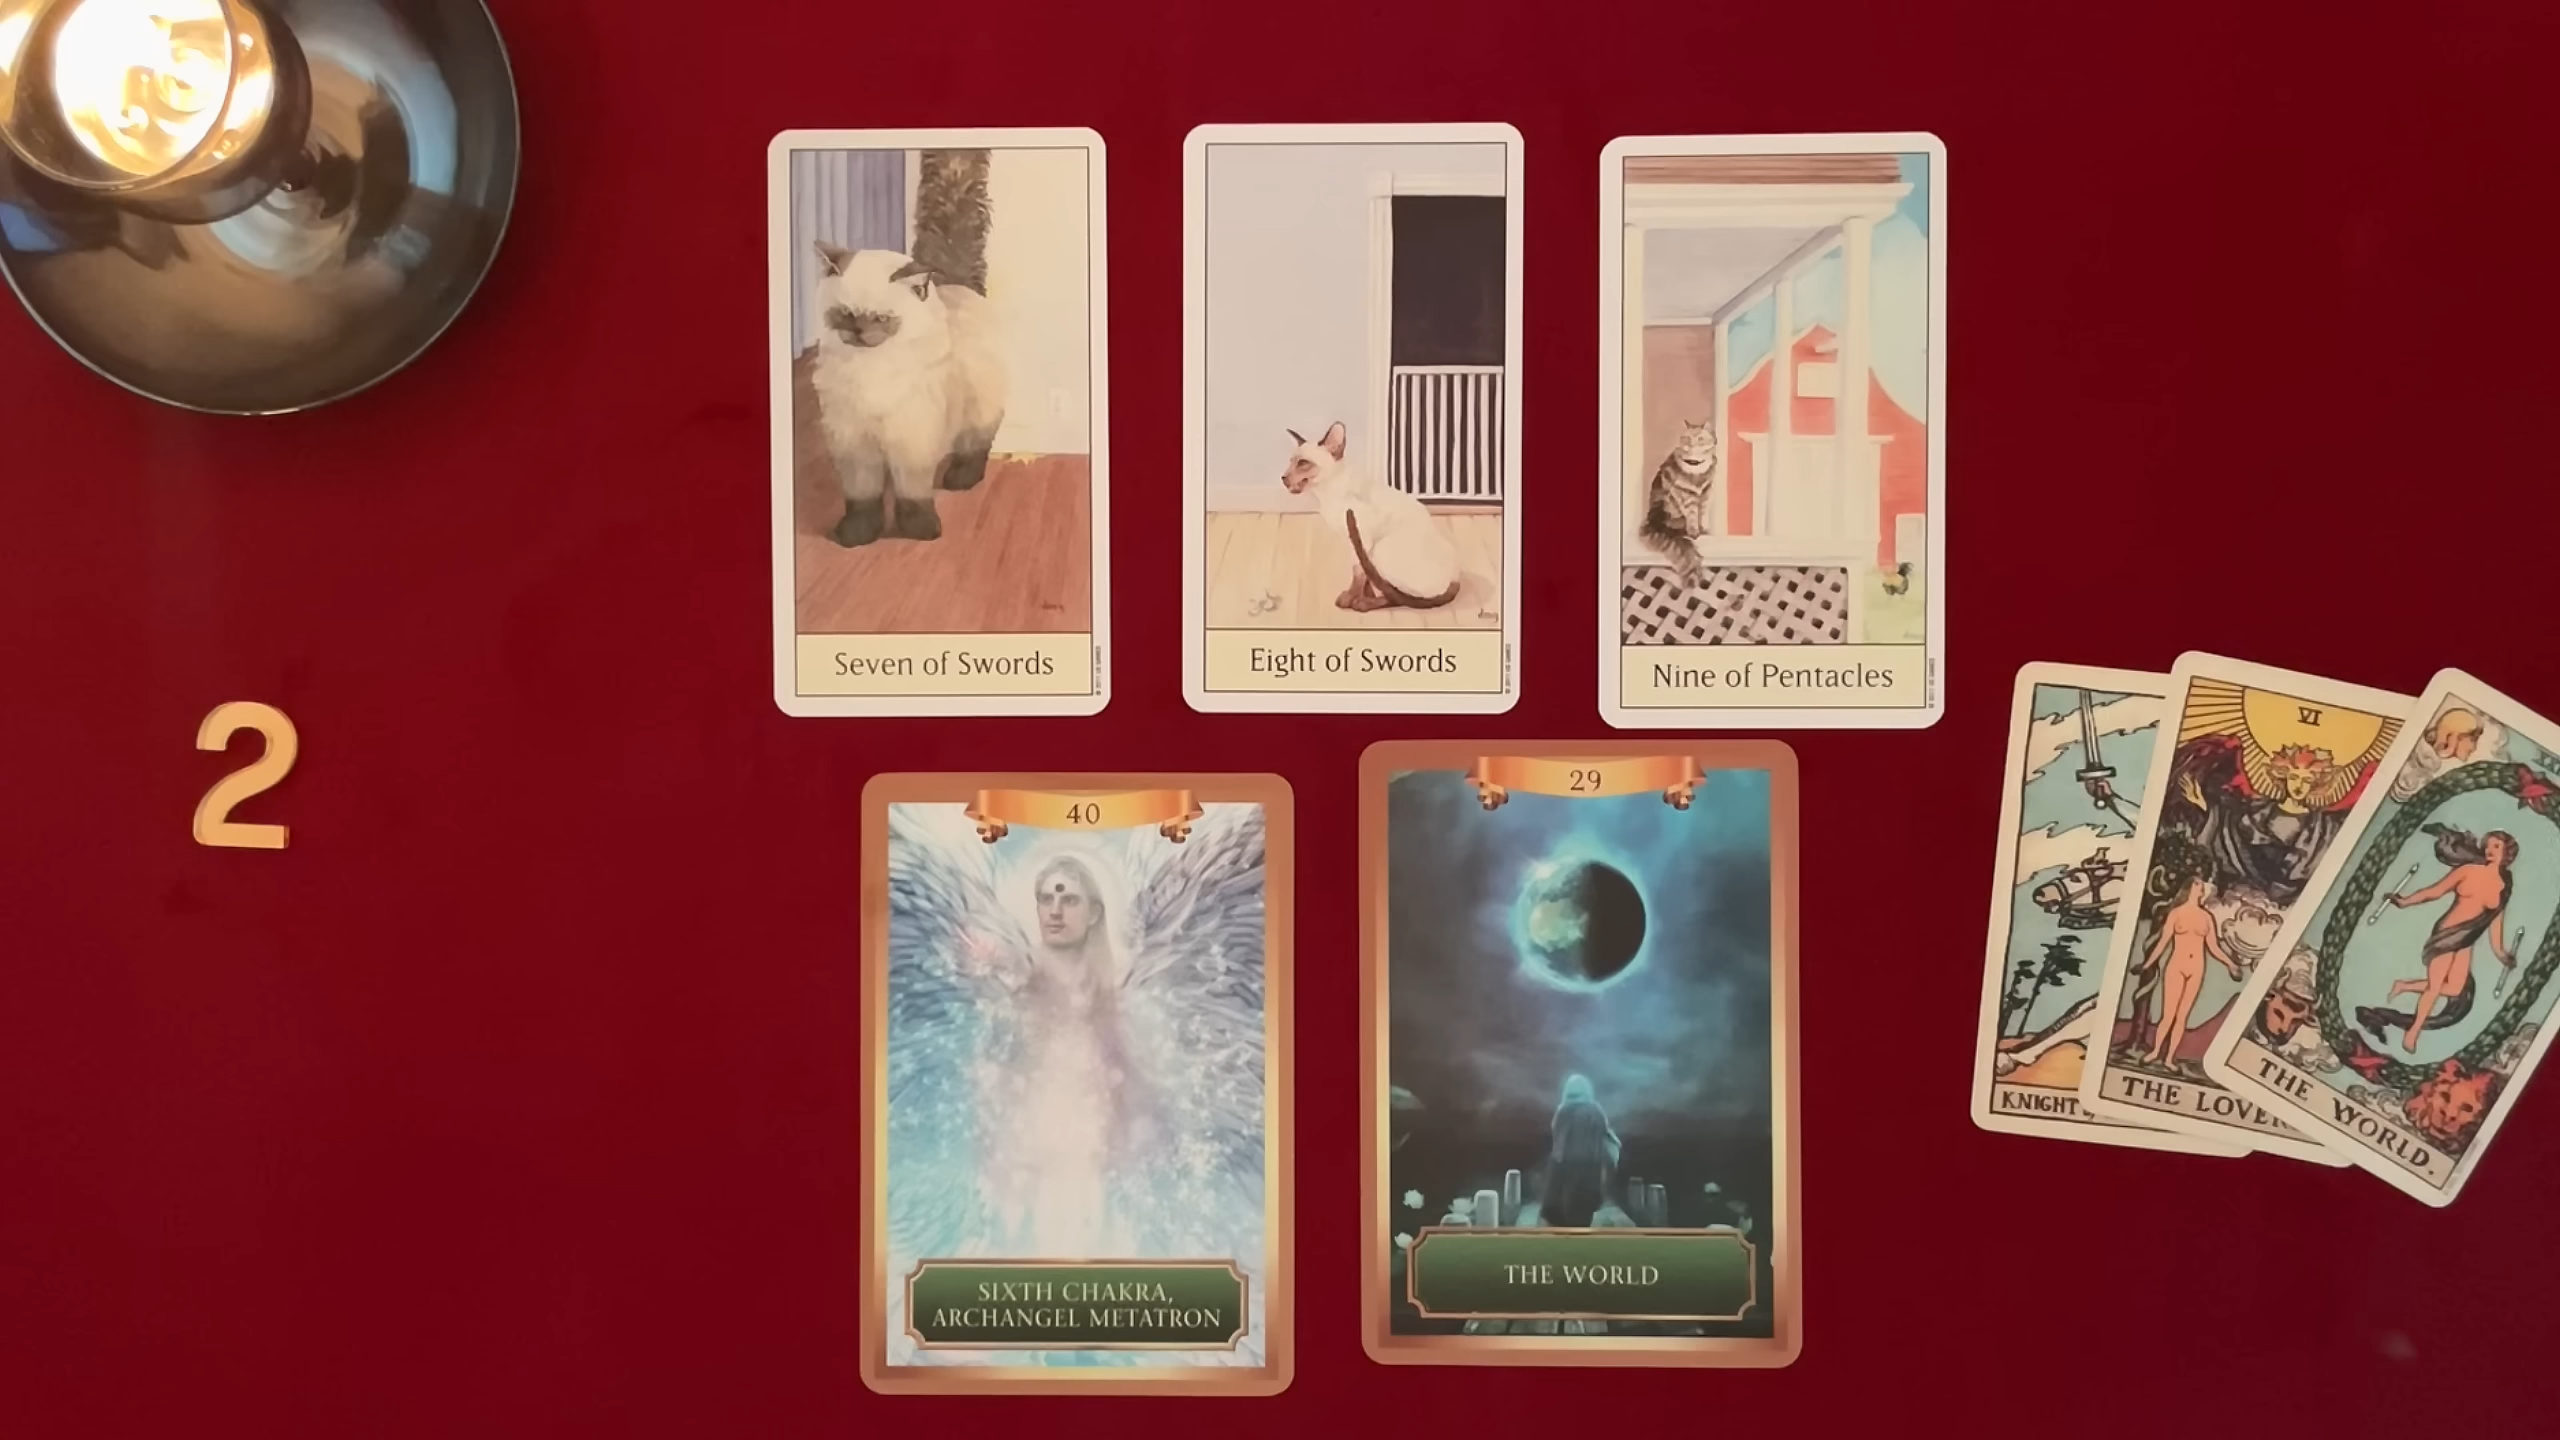 Seven of Swords
Eight of Swords
Nine of Pentacles
2
40
SIXTH CHAKRA,
ARCHANGEL METATRON
29
THE WORLD
KNIGHT
VI
THE LOVER
THE WORLD.